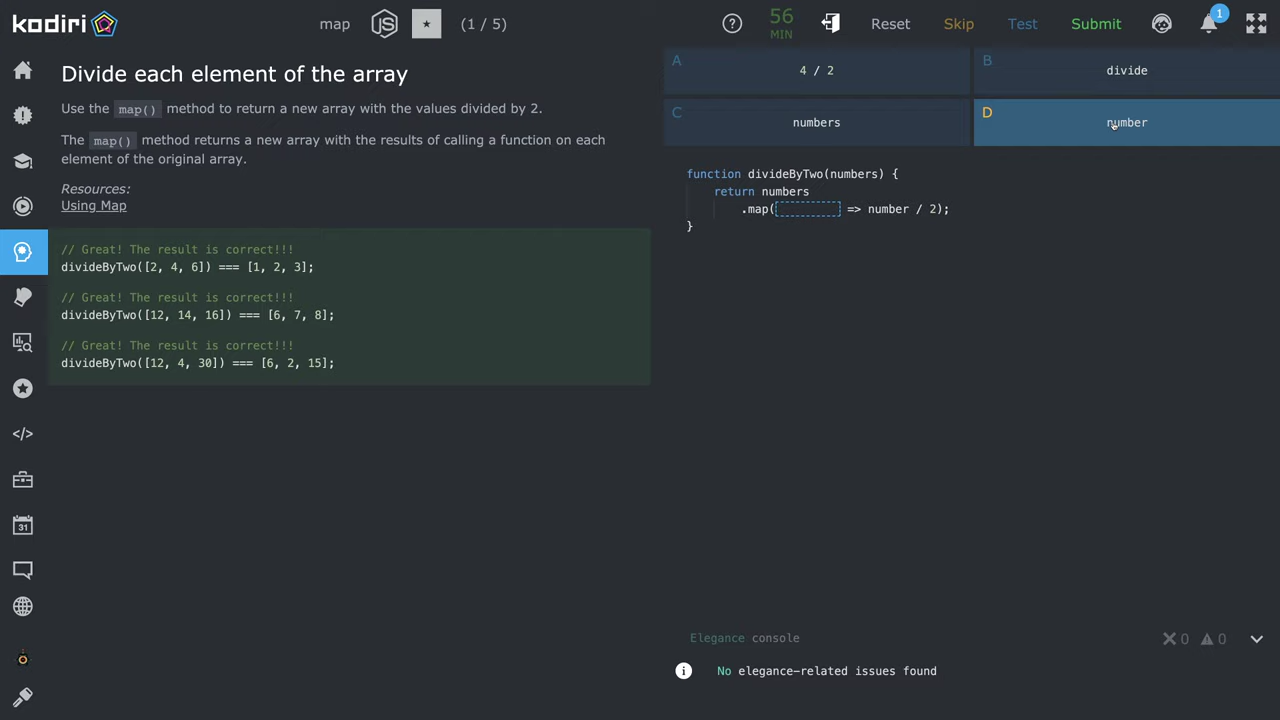 kodiri
map
JS
(1 / 5)
56
MIN
Reset
Skip
Test
Submit
1
Divide each element of the array
Use the map() method to return a new array with the values divided by 2.
The map() method returns a new array with the results of calling a function on each
element of the original array.
Resources:
Using Map
// Great! The result is correct!!!
divideByTwo([2, 4, 6]) === [1, 2, 3];
// Great! The result is correct!!!
divideByTwo([12, 14, 16]) === [6, 7, 8];
// Great! The result is correct!!!
divideByTwo([12, 4, 30]) === [6, 2, 15];
A
4 / 2
B
divide
C
numbers
D
number
function divideByTwo(numbers) {
return numbers
.map( => number / 2);
}
Elegance console
0
0
No elegance-related issues found
31